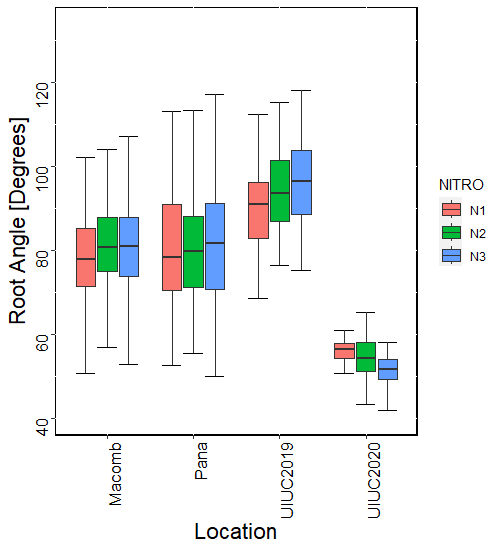 Root Angle [Degrees]
120
100
80
60
40
Macomb
Pana
UIUC2019
UIUC2020
Location
NITRO
N1
N2
N3